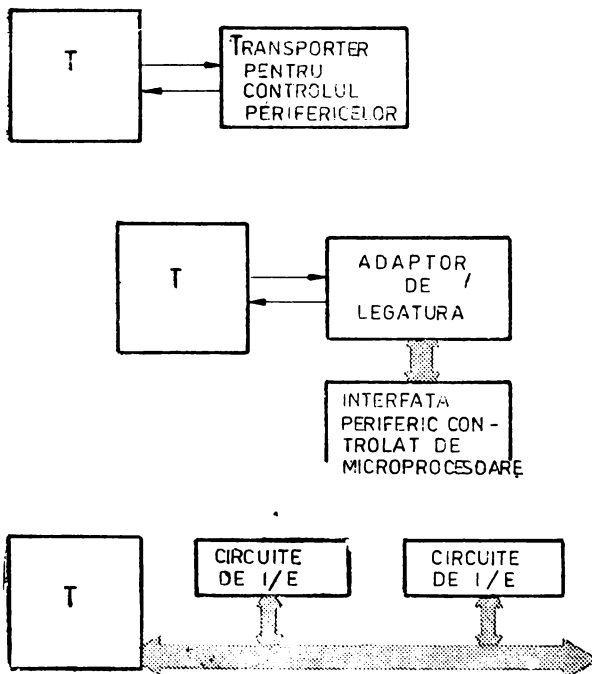 T
TRANSPORTER
PENTRU
CONTROLUL
PERIFERICELOR
T
ADAPTOR
DE
LEGATURA
INTERFATA
PERIFERIC CON-
TROLAT DE
MICROPROCESOARE
T
CIRCUITE
DE I/E
CIRCUITE
DE I/E